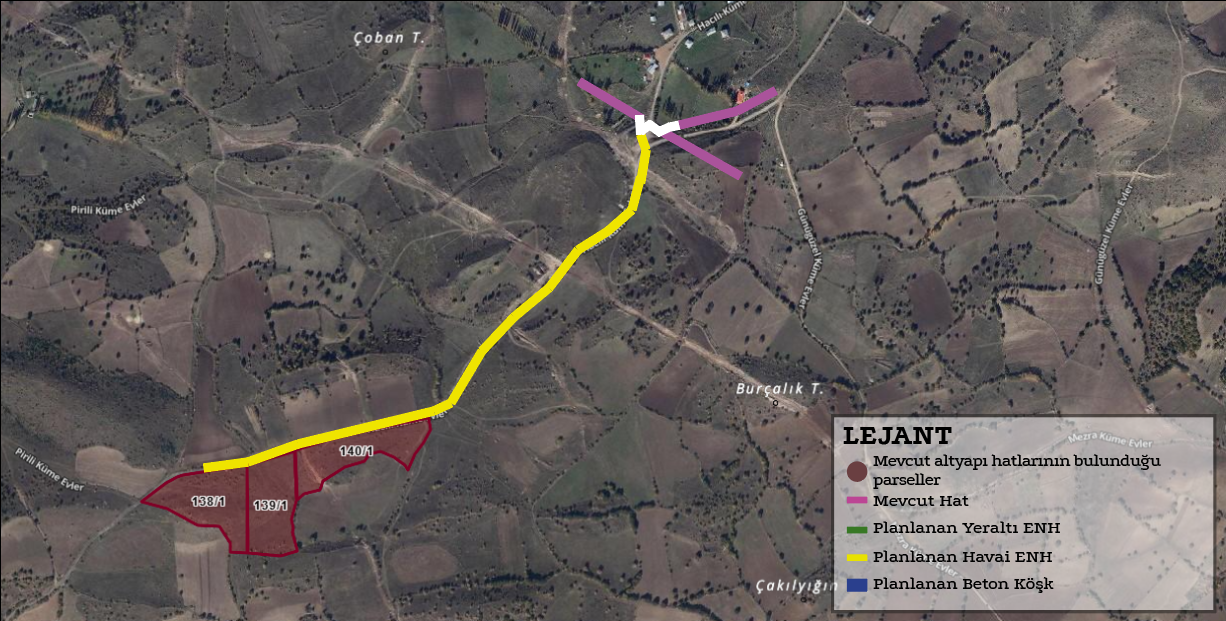 Hacılı Küm
Çoban T.
Pirili Küme Evler
Günügüzel Küme Evler
Günügüzel Küme Evler
Burçalık T.
140/1
138/1
139/1
Pirili Küme Evler
Çakılyığın
LEJANT
Mevcut altyapı hatlarının bulunduğu
parseller
Mevcut Hat
Planlanan Yeraltı ENH
Planlanan Havai ENH
Planlanan Beton Köşk
Mezra Küme Evler